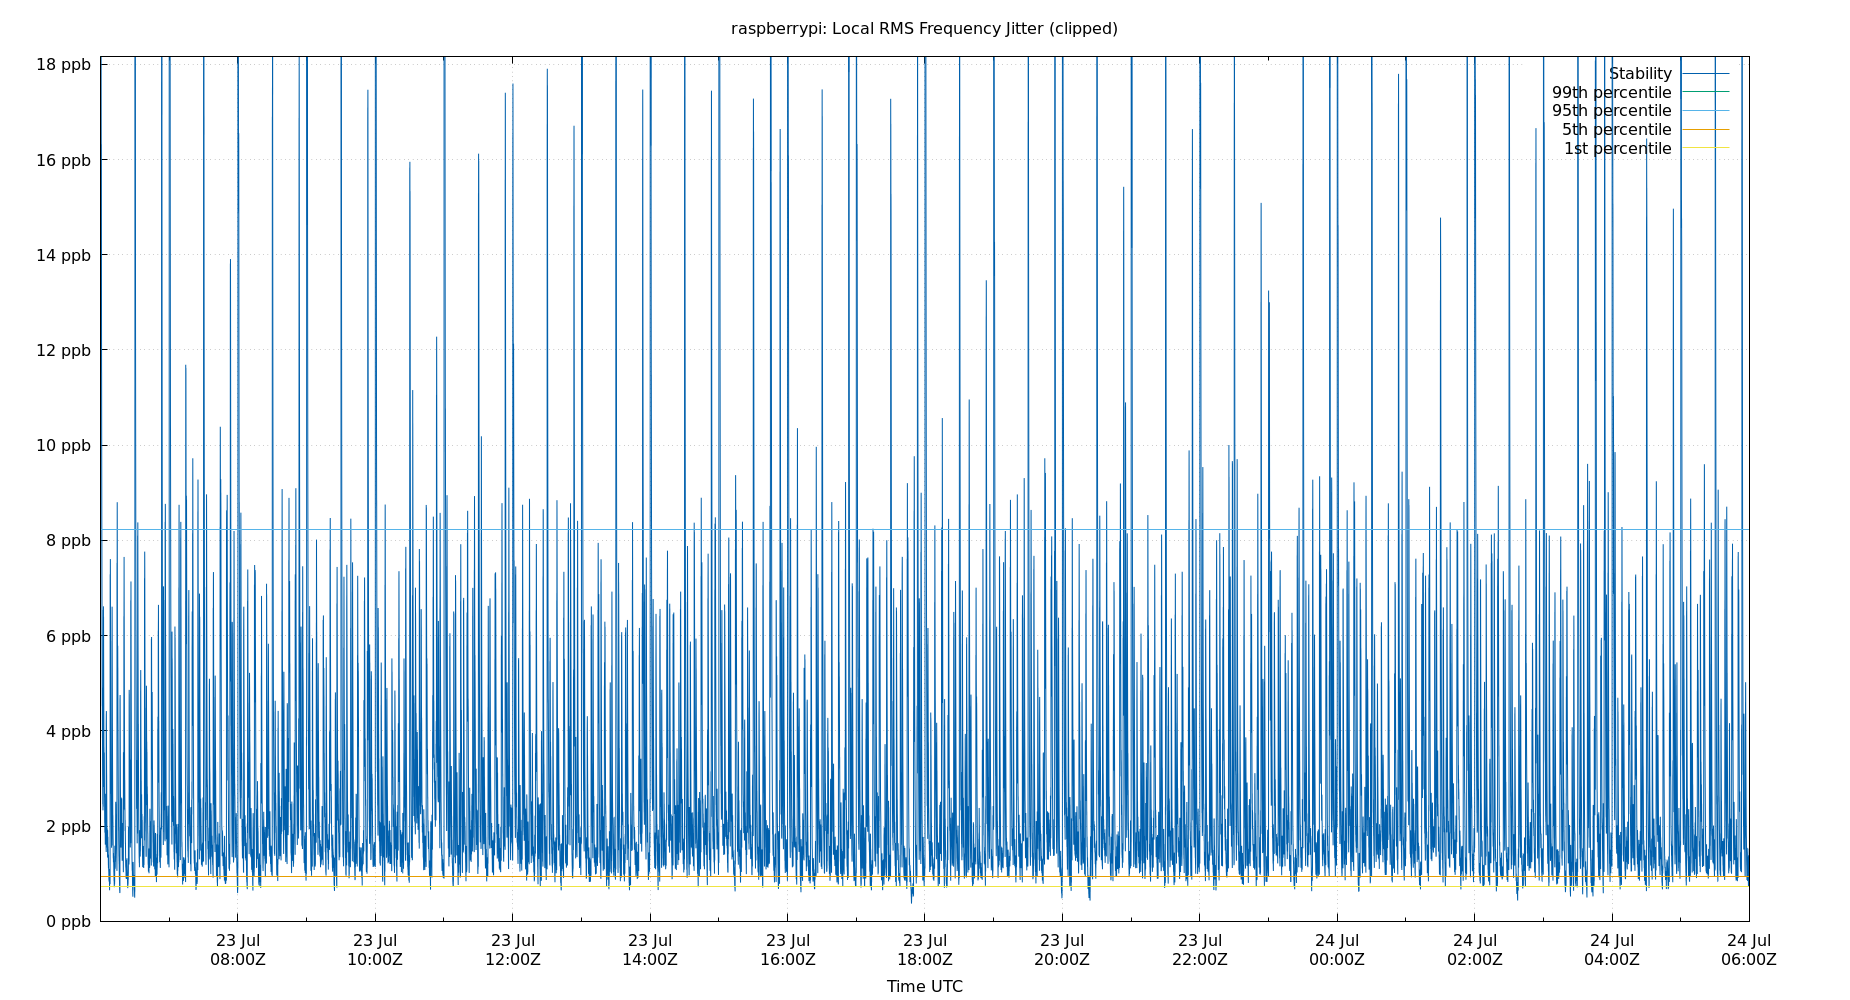 raspberrypi: Local RMS Frequency Jitter (clipped)
18 ppb
16 ppb
14 ppb
12 ppb
10 ppb
8 ppb
6 ppb
4 ppb
2 ppb
0 ppb
Stability
99th percentile
95th percentile
5th percentile
1st percentile
23 Jul 23 Jul 23 Jul 23 Jul 23 Jul 23 Jul 23 Jul 23 Jul 24 Jul 24 Jul 24 Jul 24 Jul
08:00Z 10:00Z 12:00Z 14:00Z 16:00Z 18:00Z 20:00Z 22:00Z 00:00Z 02:00Z 04:00Z 06:00Z
Time UTC